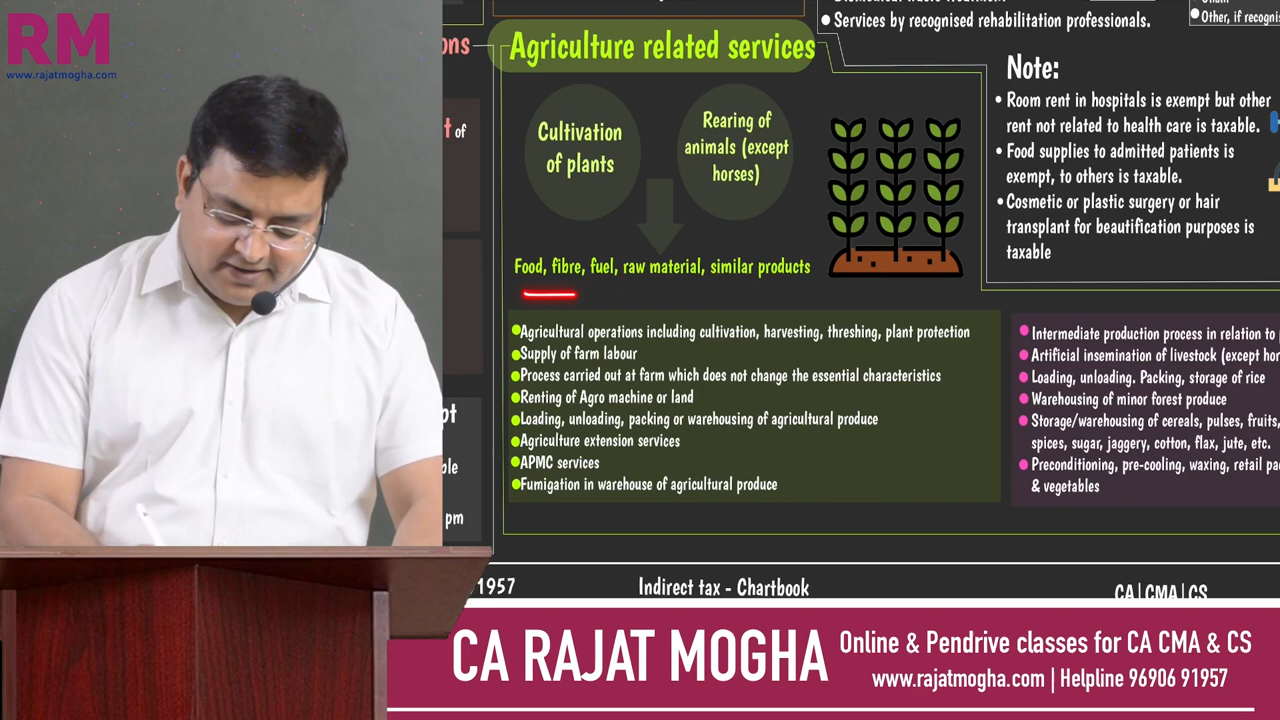 RM
www.rajatmogha.com
Services by recognised rehabilitation professionals.
Other, if recogni
ons
of
pm
Agriculture related services
Cultivation
of plants
Rearing of
animals (except
horses)
Food, fibre, fuel, raw material, similar products
Note:
• Room rent in hospitals is exempt but other
rent not related to health care is taxable.
• Food supplies to admitted patients is
exempt, to others is taxable.
• Cosmetic or plastic surgery or hair
transplant for beautification purposes is
taxable
Agricultural operations including cultivation, harvesting, threshing, plant protection
Supply of farm labour
Process carried out at farm which does not change the essential characteristics
Renting of Agro machine or land
Loading, unloading, packing or warehousing of agricultural produce
Agriculture extension services
APMC services
Fumigation in warehouse of agricultural produce
Intermediate production process in relation to
Artificial insemination of livestock (except hor
Loading, unloading. Packing, storage of rice
Warehousing of minor forest produce
Storage/warehousing of cereals, pulses, fruits,
spices, sugar, jaggery, cotton, flax, jute, etc.
Preconditioning, pre-cooling, waxing, retail pa
& vegetables
1957
Indirect tax - Chartbook
CA|CMA|CS
CA RAJAT MOGHA
Online & Pendrive classes for CA CMA & CS
www.rajatmogha.com | Helpline 96906 91957